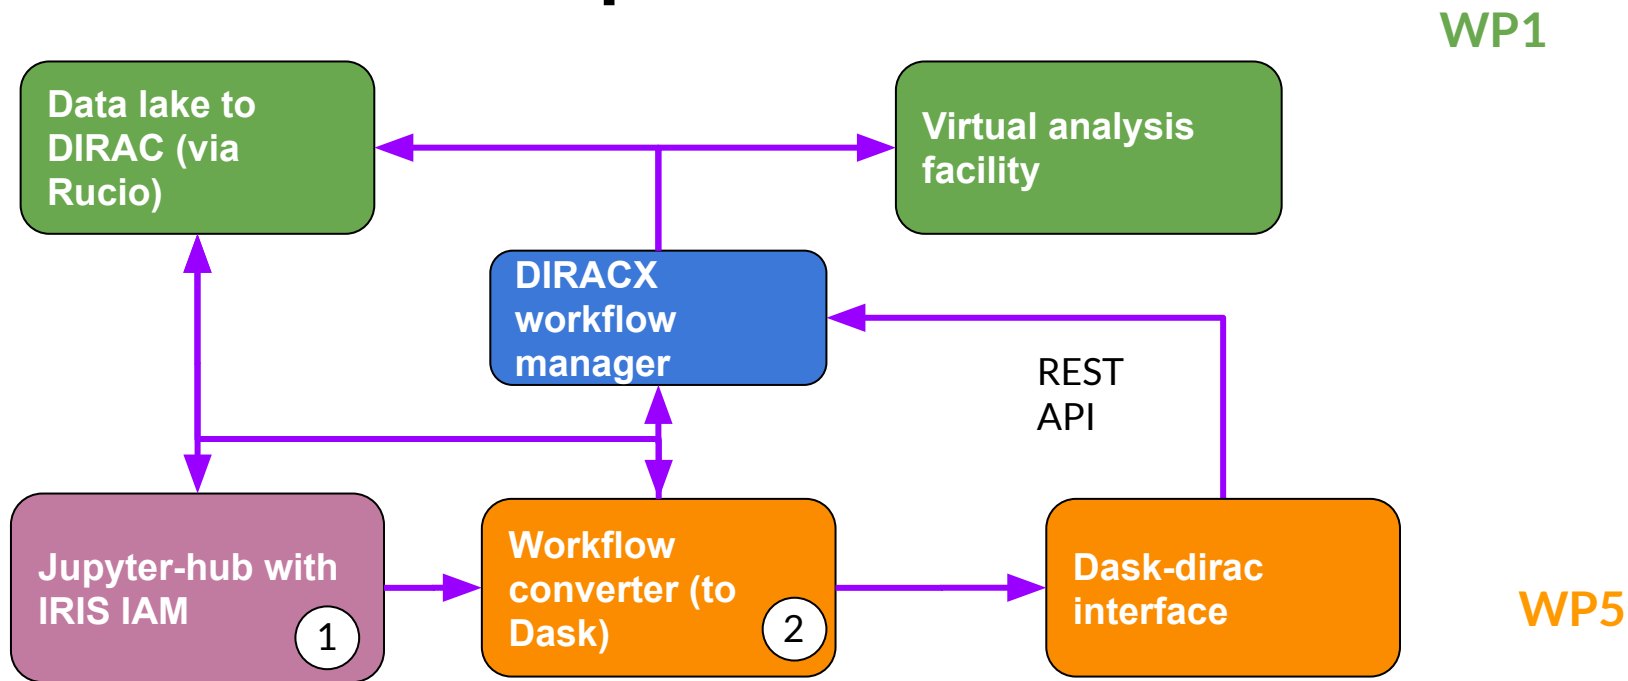 WP1
Data lake to
DIRAC (via
Rucio)
Virtual analysis
facility
DIRACX
workflow
manager
REST
API
Jupyter-hub with
IRIS IAM
1
Workflow
converter (to
Dask)
2
Dask-dirac
interface
WP5